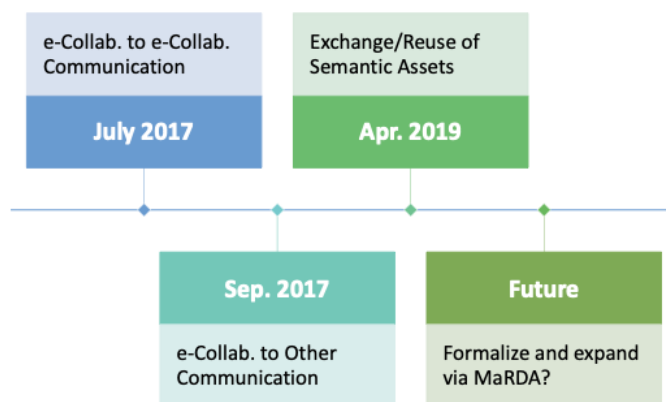 e-Collab. to e-Collab.
Communication
July 2017
Exchange/Reuse of
Semantic Assets
Apr. 2019
Sep. 2017
e-Collab. to Other
Communication
Future
Formalize and expand
via MaRDA?